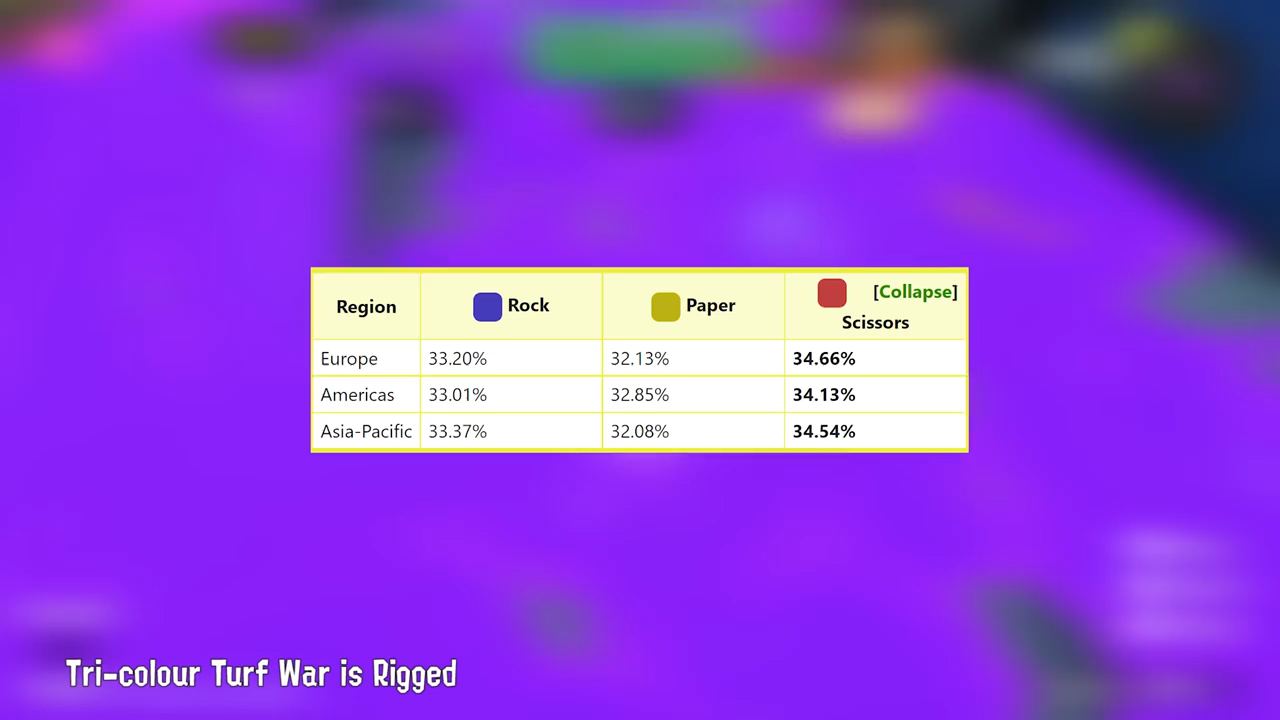 Region Rock Paper [Collapse]
Scissors
Europe 33.20% 32.13% 34.66%
Americas 33.01% 32.85% 34.13%
Asia-Pacific 33.37% 32.08% 34.54%
Tri-colour Turf War is Rigged